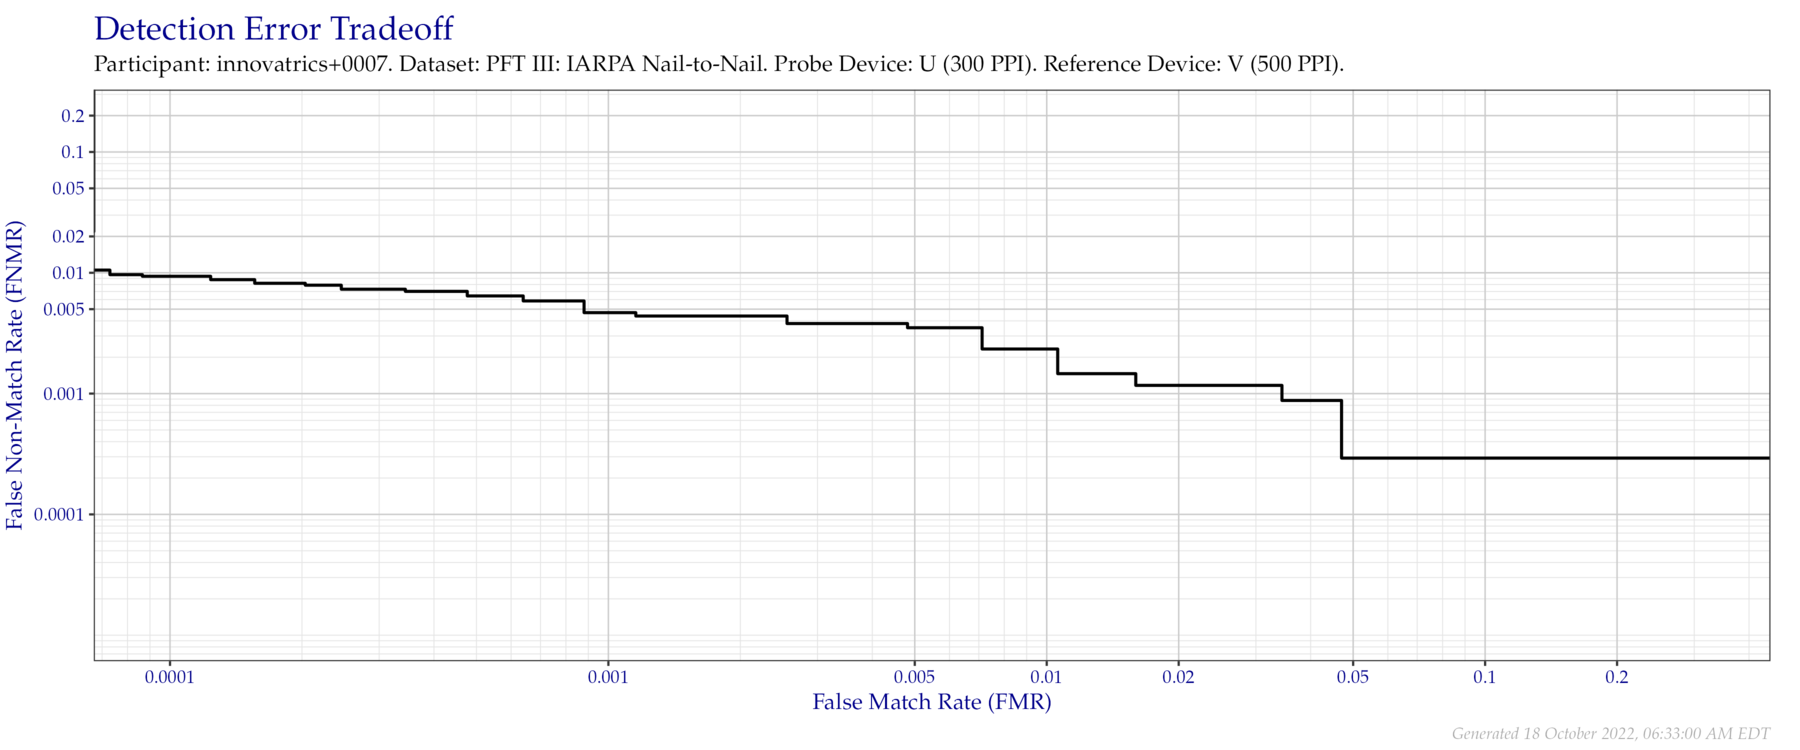 Detection Error Tradeoff
Participant: innovatrics+0007. Dataset: PFT III: IARPA Nail-to-Nail. Probe Device: U (300 PPI). Reference Device: V (500 PPI).
False Non-Match Rate (FNMR)
0.2
0.1
0.05
0.02
0.01
0.005
0.001
0.0001
0.0001 0.001 0.005 0.01 0.02 0.05 0.1 0.2
False Match Rate (FMR)
Generated 18 October 2022, 06:33:00 AM EDT